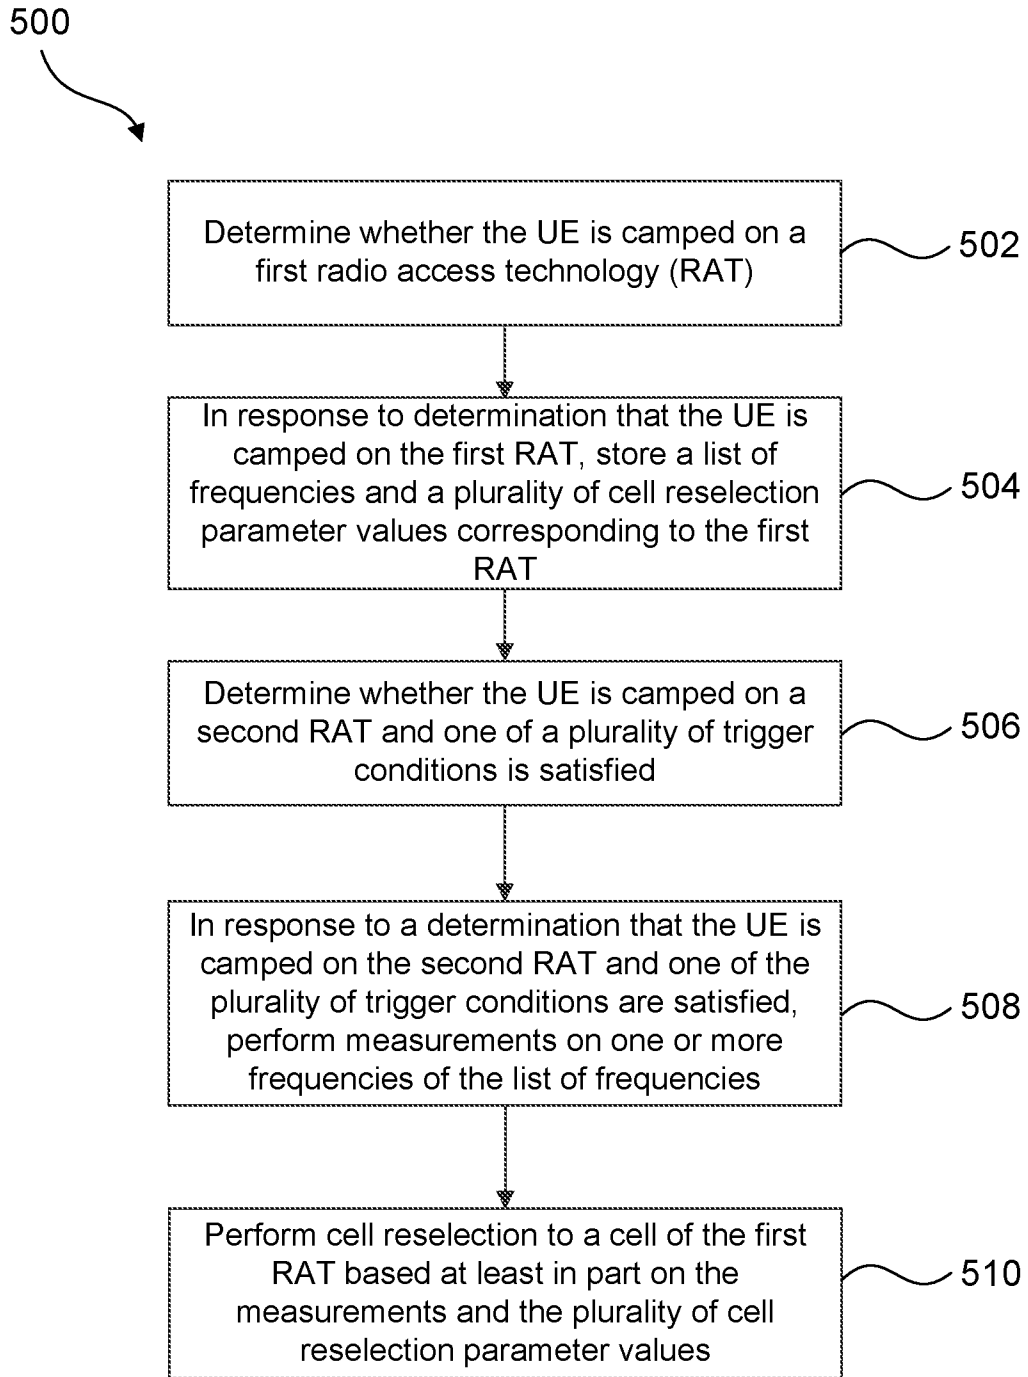 500
Determine whether the UE is camped on a
first radio access technology (RAT)
502
In response to determination that the UE is
camped on the first RAT, store a list of
frequencies and a plurality of cell reselection
parameter values corresponding to the first
RAT
504
Determine whether the UE is camped on a
second RAT and one of a plurality of trigger
conditions is satisfied
506
In response to a determination that the UE is
camped on the second RAT and one of the
plurality of trigger conditions are satisfied,
perform measurements on one or more
frequencies of the list of frequencies
508
Perform cell reselection to a cell of the first
RAT based at least in part on the
measurements and the plurality of cell
reselection parameter values
510